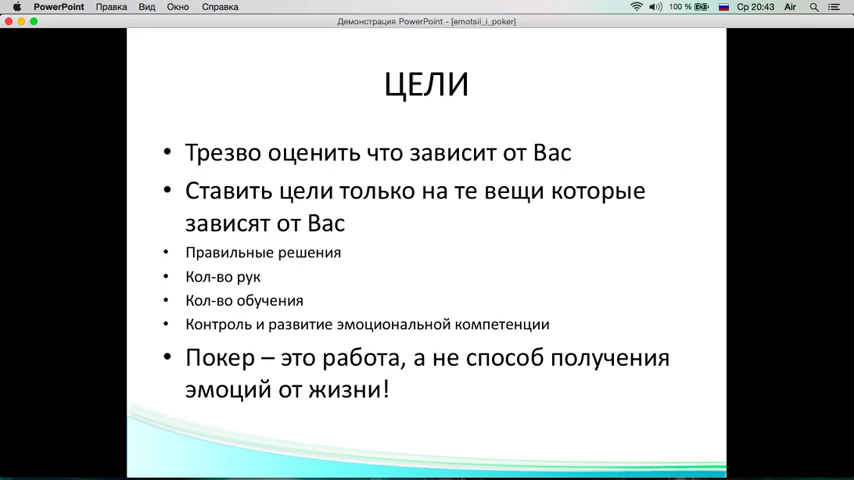 PowerPoint Правка Вид Окно Справка 100 % Ср 20:43 Air
Демонстрация PowerPoint - [emotsii_i_poker]
ЦЕЛИ
• Трезво оценить что зависит от Вас
• Ставить цели только на те вещи которые
зависят от Вас
• Правильные решения
• Кол-во рук
• Кол-во обучения
• Контроль и развитие эмоциональной компетенции
• Покер – это работа, а не способ получения
эмоций от жизни!